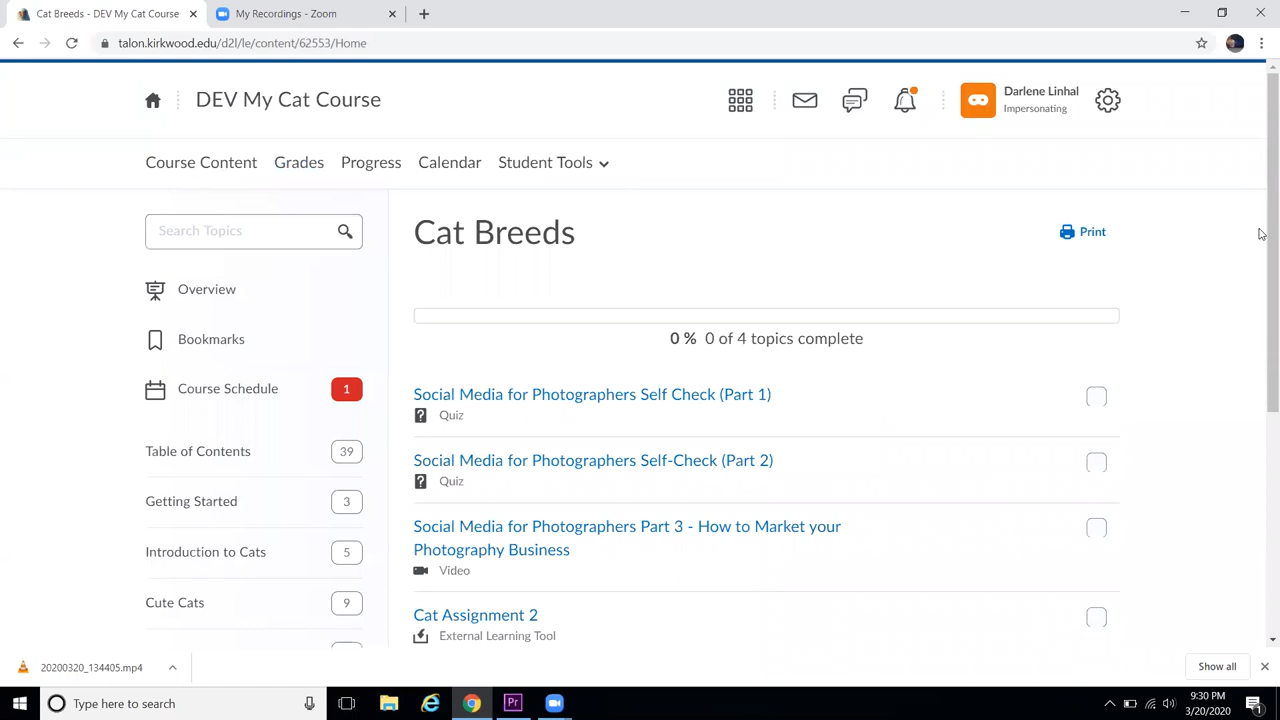 Cat Breeds - DEV My Cat Course
My Recordings - Zoom
talon.kirkwood.edu/d2l/le/content/62553/Home
DEV My Cat Course
Darlene Linhal
Impersonating
Course Content Grades Progress Calendar Student Tools
Search Topics
Overview
Bookmarks
Course Schedule 1
Table of Contents 39
Getting Started 3
Introduction to Cats 5
Cute Cats 9
Cat Breeds
Print
0 % 0 of 4 topics complete
Social Media for Photographers Self Check (Part 1)
Quiz
Social Media for Photographers Self-Check (Part 2)
Quiz
Social Media for Photographers Part 3 - How to Market your
Photography Business
Video
Cat Assignment 2
External Learning Tool
20200320_134405.mp4
Show all
Type here to search
9:30 PM
3/20/2020
1